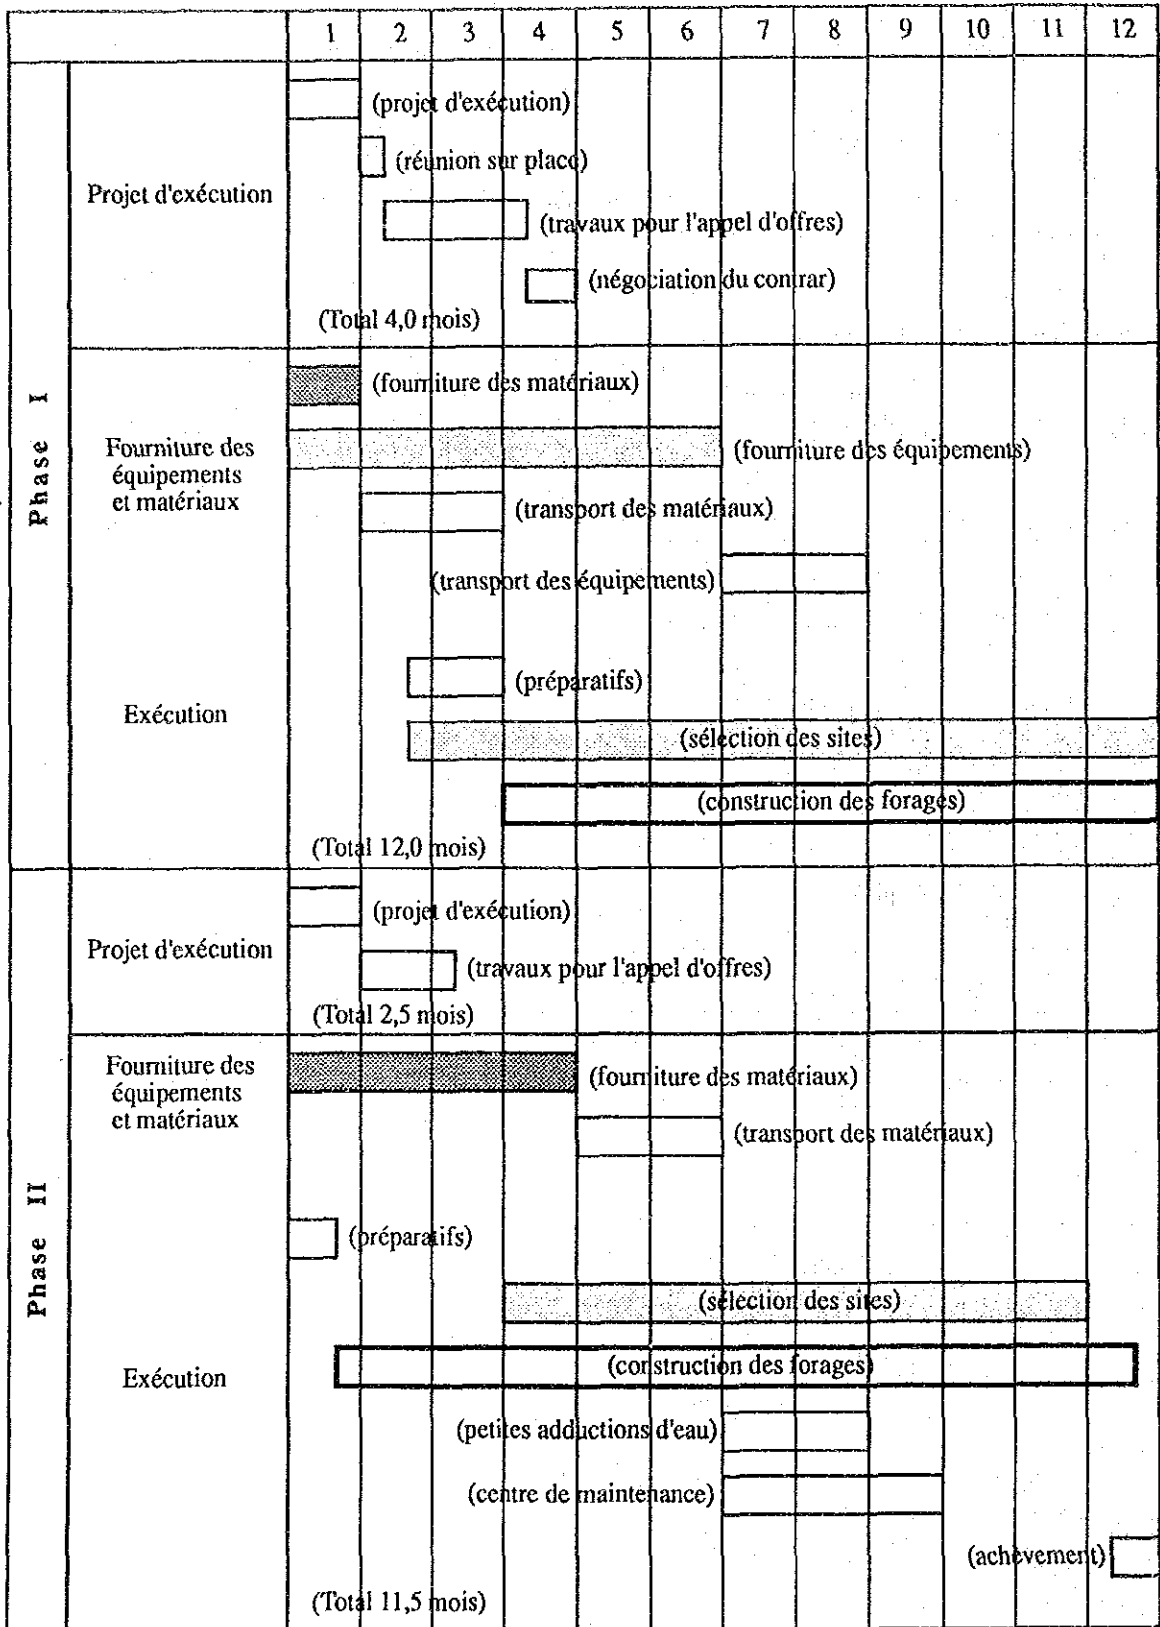 1 2 3 4 5 6 7 8 9 10 11 12
Phase I
Projet d'exécution
(projet d'exécution)
(réunion sur place)
(travaux pour l'appel d'offres)
(négociation du contrar)
(Total 4,0 mois)
Fourniture des
équipements
et matériaux
(fourniture des matériaux)
(fourniture des équipements)
(transport des matériaux)
(transport des équipements)
Exécution
(préparatifs)
(sélection des sites)
(construction des forages)
(Total 12,0 mois)
Phase II
Projet d'exécution
(projet d'exécution)
(travaux pour l'appel d'offres)
(Total 2,5 mois)
Fourniture des
équipements
et matériaux
(fourniture des matériaux)
(transport des matériaux)
Exécution
(préparatifs)
(sélection des sites)
(construction des forages)
(petites adductions d'eau)
(centre de maintenance)
(achèvement)
(Total 11,5 mois)